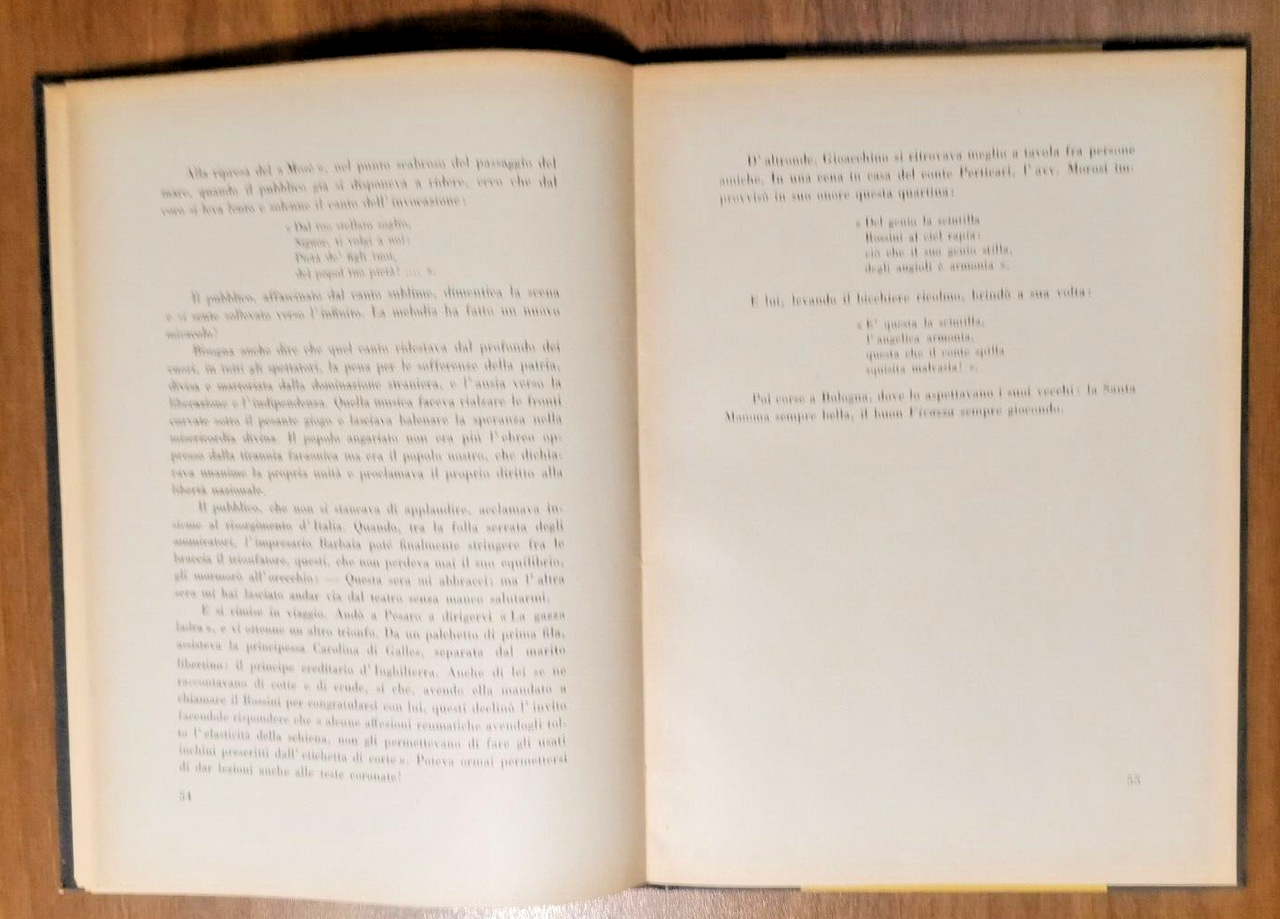 Alla ripresa del « Mosè », nel punto scabroso del passaggio del
mare, quando il pubblico già si disponeva a ridere, ecco che dal
coro si leva lento e solenne il canto dell'invocazione:
« Dal tuo stellato soglio,
Signor, ti volgi a noi:
Pietà de' figli tuoi,
del popol tuo pietà! .... ».
Il pubblico, affascinato dal canto sublime, dimentica la scena
e si sente sollevato verso l'infinito. La melodia ha fatto un nuovo
miracolo!
Bisogna anche dire che quel canto ridestava dal profondo dei
cuori, in tutti gli spettatori, la pena per le sofferenze della patria,
divisa e martoriata dalla dominazione straniera, e l'ansia verso la
liberazione e l'indipendenza. Quella musica faceva rialzare le fronti
curvate sotto il pesante giogo e lasciava balenare la speranza nella
misericordia divina. Il popolo angariato non era più l'ebreo op-
presso dalla tirannia faraonica ma era il popolo nostro, che dichia-
rava unanime la propria unità e proclamava il proprio diritto alla
libertà nazionale.
Il pubblico, che non si stancava di applaudire, acclamava in-
sieme al risorgimento d'Italia. Quando, tra la folla serrata degli
ammiratori, l'impresario Barbaia poté finalmente stringere fra le
braccia il trionfatore, questi, che non perdeva mai il suo equilibrio,
gli mormorò all'orecchio: — Questa sera mi abbracci; ma l'altra
sera mi hai lasciato andar via dal teatro senza manco salutarmi.
E si rimise in viaggio. Andò a Pesaro a dirigervi « La gazza
ladra », e vi ottenne un altro trionfo. Da un palchetto di prima fila,
assisteva la principessa Carolina di Galles, separata dal marito
libertino: il principe ereditario d'Inghilterra. Anche di lei se ne
raccontavano di cotte e di crude, sì che, avendo ella mandato a
chiamare il Rossini per congratularsi con lui, questi declinò l'invito
facendole rispondere che « alcune affezioni reumatiche avendogli tol-
to l'elasticità della schiena, non gli permettevano di fare gli usati
inchini prescritti dall'etichetta di corte ». Poteva ormai permettersi
di dar lezioni anche alle teste coronate!
54
D'altronde, Gioacchino si ritrovava meglio a tavola fra persone
amiche. In una cena in casa del conte Perticari, l'avv. Morosi im-
provvisò in suo onore questa quartina:
« Del genio la scintilla
Rossini al ciel rapìa:
ciò che il suo genio stilla,
degli angioli è armonia ».
E lui, levando il bicchiere ricolmo, brindò a sua volta:
« E' questa la scintilla,
l'angelica armonia,
questa che il conte spilla
squisita malvasia! ».
Poi corse a Bologna, dove lo aspettavano i suoi vecchi: la Santa
Mamma sempre bella, il buon Vivazza sempre giocondo.
55